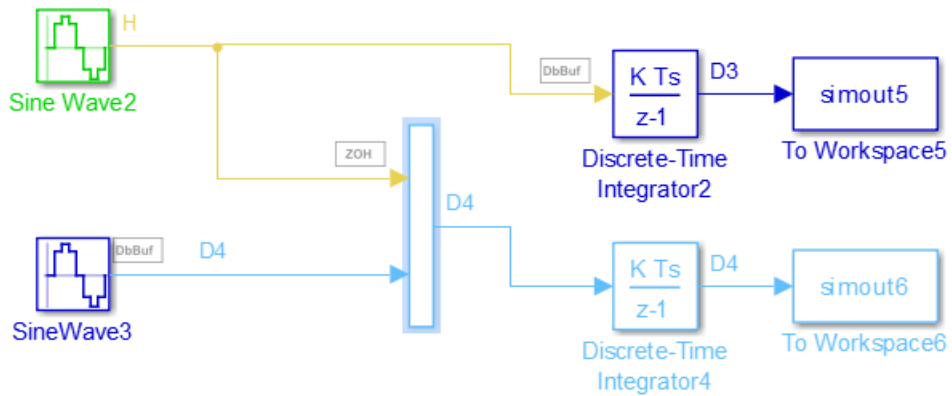 H
Sine Wave2
DbBuf
K Ts
z-1
D3
simout5
Discrete-Time
Integrator2
To Workspace5
ZOH
D4
DbBuf
D4
SineWave3
K Ts
z-1
D4
simout6
Discrete-Time
Integrator4
To Workspace6